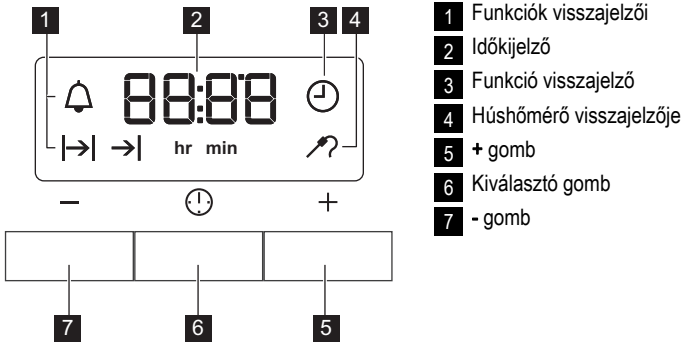 1 2 3 4
88:88
hr min
− +
7 6 5
1 Funkciók visszajelzői
2 Időkijelző
3 Funkció visszajelző
4 Húshőmérő visszajelzője
5 + gomb
6 Kiválasztó gomb
7 - gomb